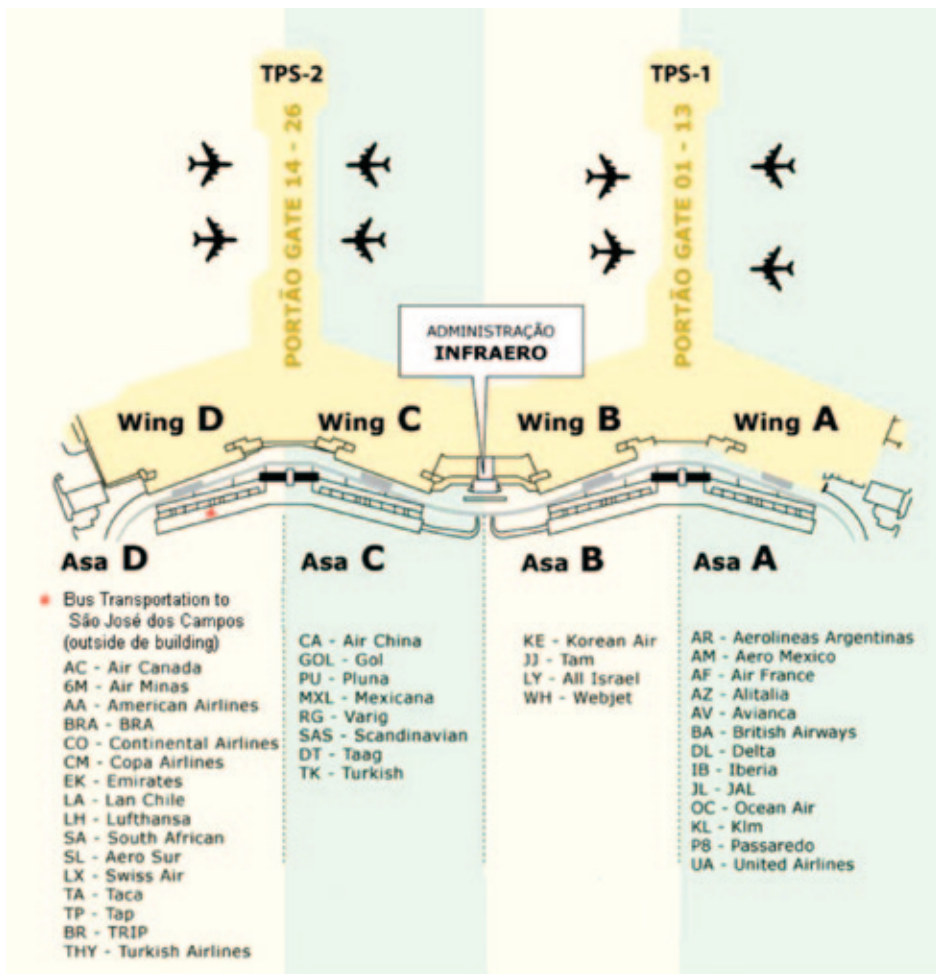 TPS-2
TPS-1
PORTÃO GATE 14 - 26
PORTÃO GATE 01 - 13
ADMINISTRAÇÃO
INFRAERO
Wing D
Wing C
Wing B
Wing A
Asa D
Asa C
Asa B
Asa A
* Bus Transportation to
São José dos Campos
(outside de building)
AC - Air Canada
6M - Air Minas
AA - American Airlines
BRA - BRA
CO - Continental Airlines
CM - Copa Airlines
EK - Emirates
LA - Lan Chile
LH - Lufthansa
SA - South African
SL - Aero Sur
LX - Swiss Air
TA - Taca
TP - Tap
BR - TRIP
THY - Turkish Airlines
CA - Air China
GOL - Gol
PU - Pluna
MXL - Mexicana
RG - Varig
SAS - Scandinavian
DT - Taag
TK - Turkish
KE - Korean Air
JJ - Tam
LY - All Israel
WH - Webjet
AR - Aerolineas Argentinas
AM - Aero Mexico
AF - Air France
AZ - Alitalia
AV - Avianca
BA - British Airways
DL - Delta
IB - Iberia
JL - JAL
OC - Ocean Air
KL - Klm
P8 - Passaredo
UA - United Airlines